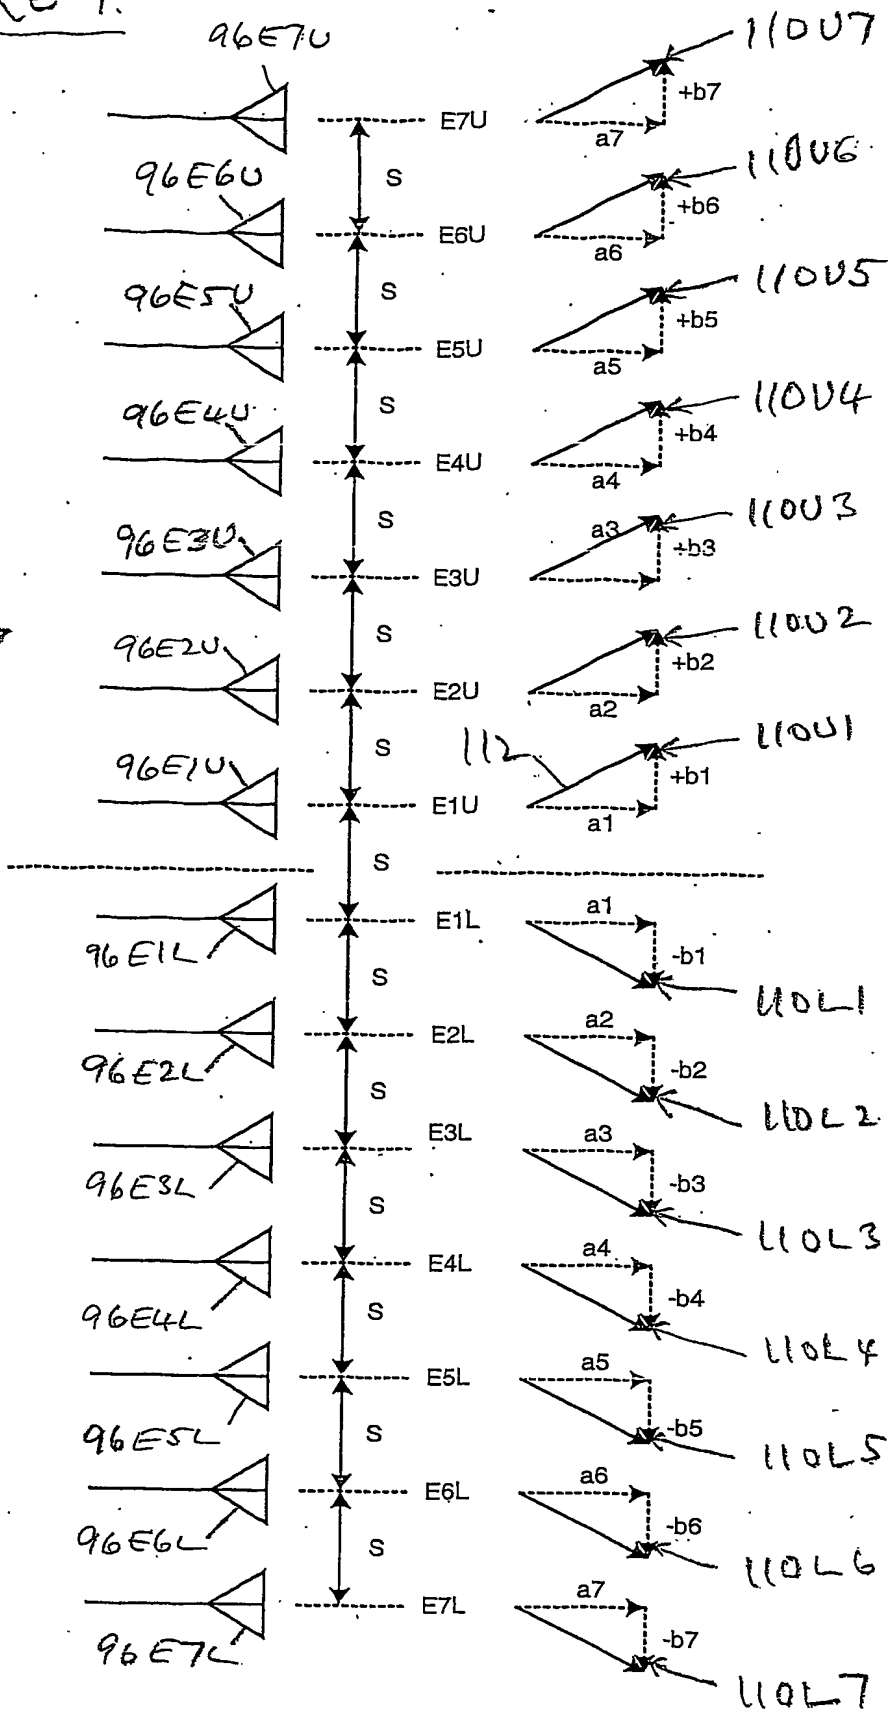 96E7U 110U7
E7U +b7
a7
S
96E6U 110U6
E6U +b6
a6
S
96E5U 110U5
E5U +b5
a5
S
96E4U 110U4
E4U +b4
a4
S
96E3U a3 110U3
E3U +b3
S
96E2U 110U2
E2U +b2
a2
S
96E1U 112 110U1
E1U +b1
a1
S
E1L a1
96E1L -b1
S 110L1
E2L a2
96E2L -b2
S 110L2
E3L a3
96E3L -b3
S 110L3
E4L a4
96E4L -b4
S 110L4
E5L a5
96E5L -b5
S 110L5
E6L a6
96E6L -b6
S 110L6
E7L a7
96E7L -b7
110L7